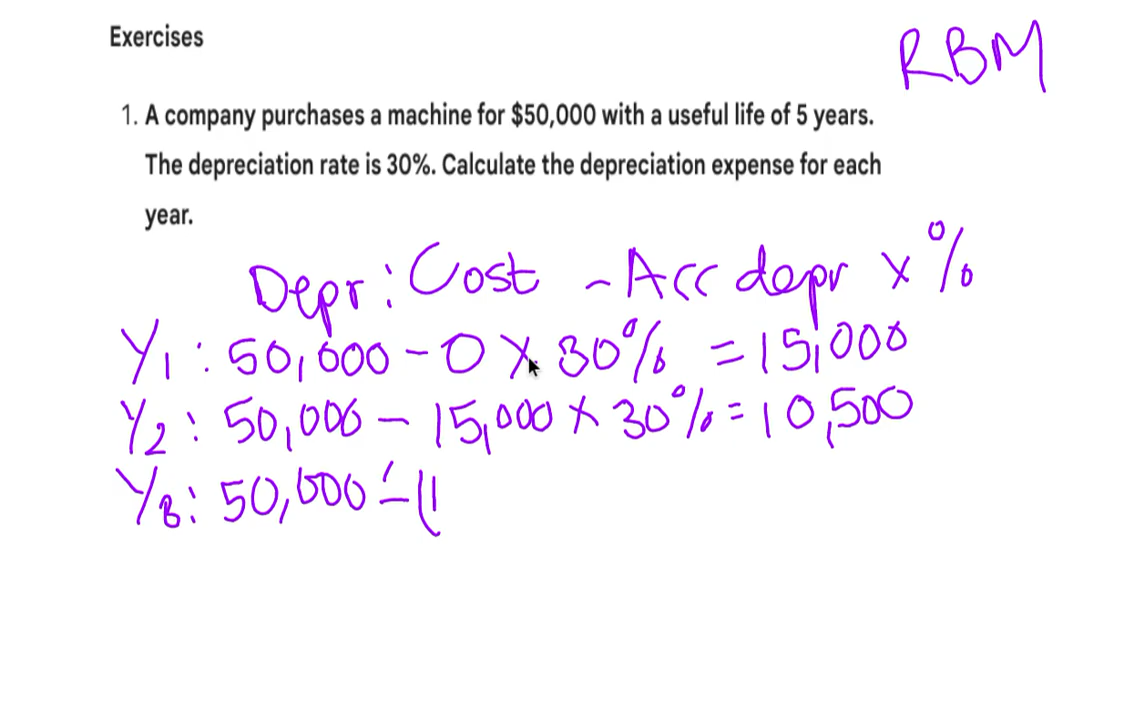 Exercises
RBM
1. A company purchases a machine for $50,000 with a useful life of 5 years.
The depreciation rate is 30%. Calculate the depreciation expense for each
year.
Depr: Cost - Acc depr x %
Y1: 50,000 - 0 x 30% = 15,000
Y2: 50,000 - 15,000 x 30% = 10,500
Y3: 50,000 - (1